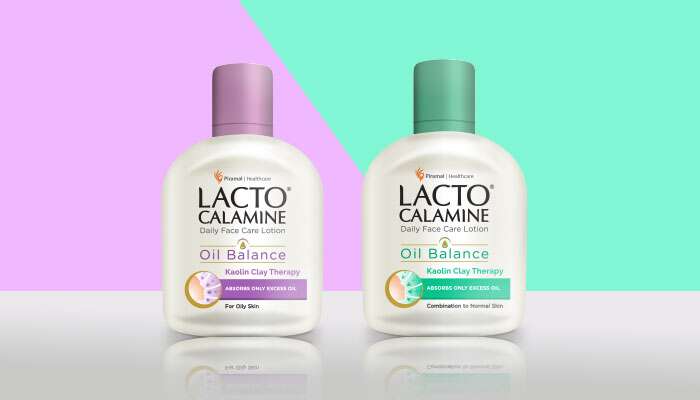 Piramal | Healthcare
LACTO®
CALAMINE
Daily Face Care Lotion
Oil Balance
Kaolin Clay Therapy
ABSORBS ONLY EXCESS OIL
For Oily Skin
Piramal | Healthcare
LACTO®
CALAMINE
Daily Face Care Lotion
Oil Balance
Kaolin Clay Therapy
ABSORBS ONLY EXCESS OIL
Combination to Normal Skin